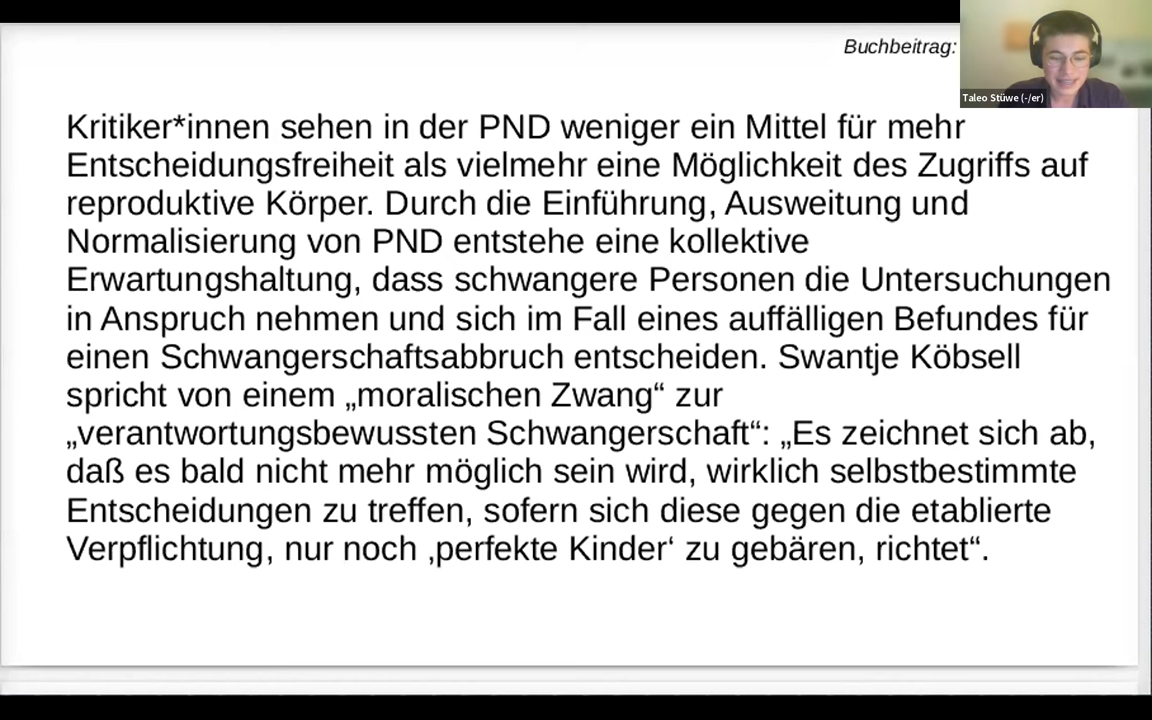 Buchbeitrag:
Taleo Stüwe (-/er)
Kritiker*innen sehen in der PND weniger ein Mittel für mehr
Entscheidungsfreiheit als vielmehr eine Möglichkeit des Zugriffs auf
reproduktive Körper. Durch die Einführung, Ausweitung und
Normalisierung von PND entstehe eine kollektive
Erwartungshaltung, dass schwangere Personen die Untersuchungen
in Anspruch nehmen und sich im Fall eines auffälligen Befundes für
einen Schwangerschaftsabbruch entscheiden. Swantje Köbsell
spricht von einem „moralischen Zwang“ zur
„verantwortungsbewussten Schwangerschaft“: „Es zeichnet sich ab,
daß es bald nicht mehr möglich sein wird, wirklich selbstbestimmte
Entscheidungen zu treffen, sofern sich diese gegen die etablierte
Verpflichtung, nur noch ‚perfekte Kinder‘ zu gebären, richtet“.